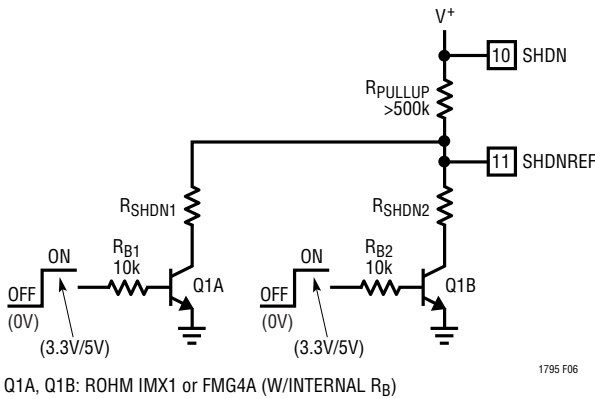 V+
10 SHDN
RPULLUP
>500k
11 SHDNREF
RSHDN1
RSHDN2
RB1
10k
ON
OFF
(0V)
(3.3V/5V)
Q1A
RB2
10k
ON
OFF
(0V)
(3.3V/5V)
Q1B
1795 F06
Q1A, Q1B: ROHM IMX1 or FMG4A (W/INTERNAL RB)